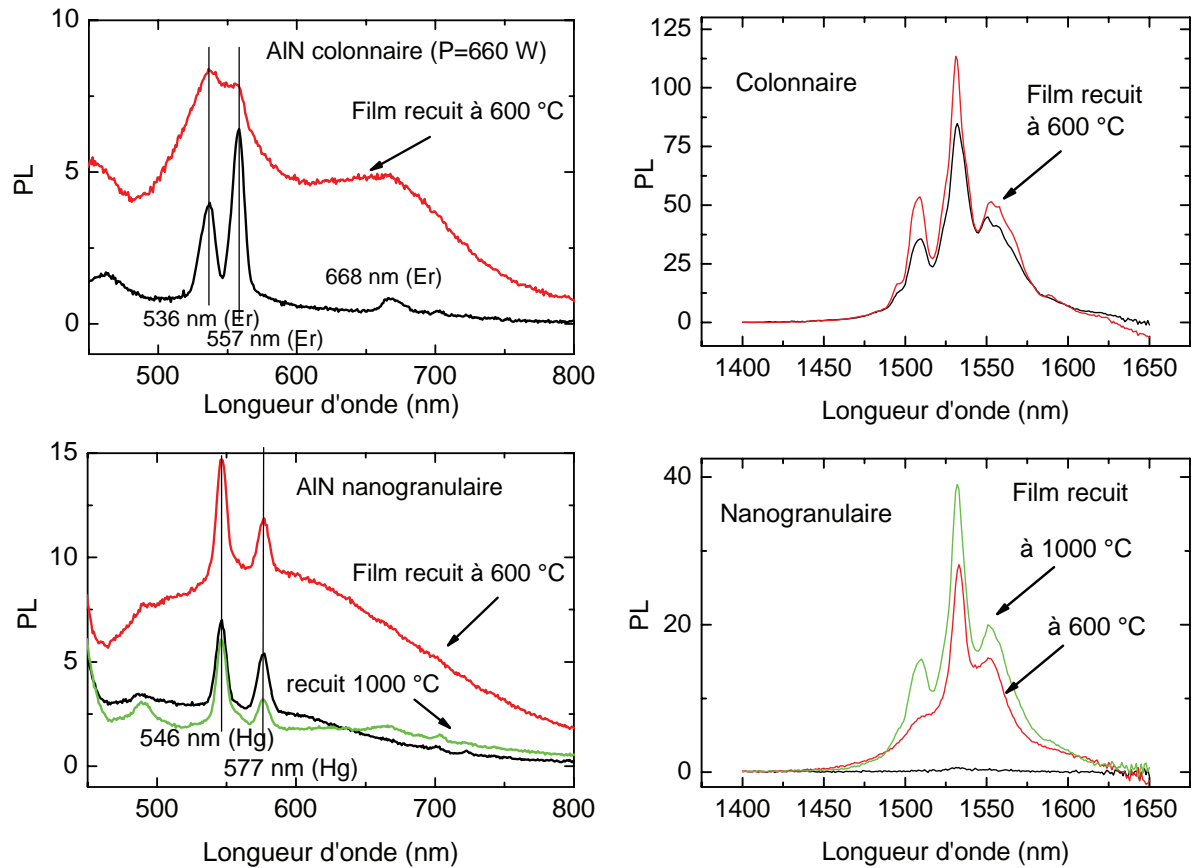 AlN colonnaire (P=660 W)
Film recuit à 600 °C
668 nm (Er)
536 nm (Er)
557 nm (Er)
PL
10
5
0
500 600 700 800
Longueur d'onde (nm)
Colonnaire
Film recuit
à 600 °C
PL
125
100
75
50
25
0
1400 1450 1500 1550 1600 1650
Longueur d'onde (nm)
AlN nanogranulaire
Film recuit à 600 °C
recuit 1000 °C
546 nm (Hg)
577 nm (Hg)
PL
15
10
5
0
500 600 700 800
Longueur d'onde (nm)
Nanogranulaire
Film recuit
à 1000 °C
à 600 °C
PL
40
20
0
1400 1450 1500 1550 1600 1650
Longueur d'onde (nm)